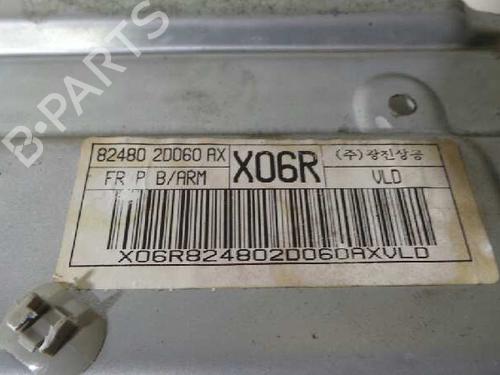 B-PARTS
82480 2D060 AX
X06R
(주)광진상공
FR P B/ARM
VLD
X06R824802D060AXVLD